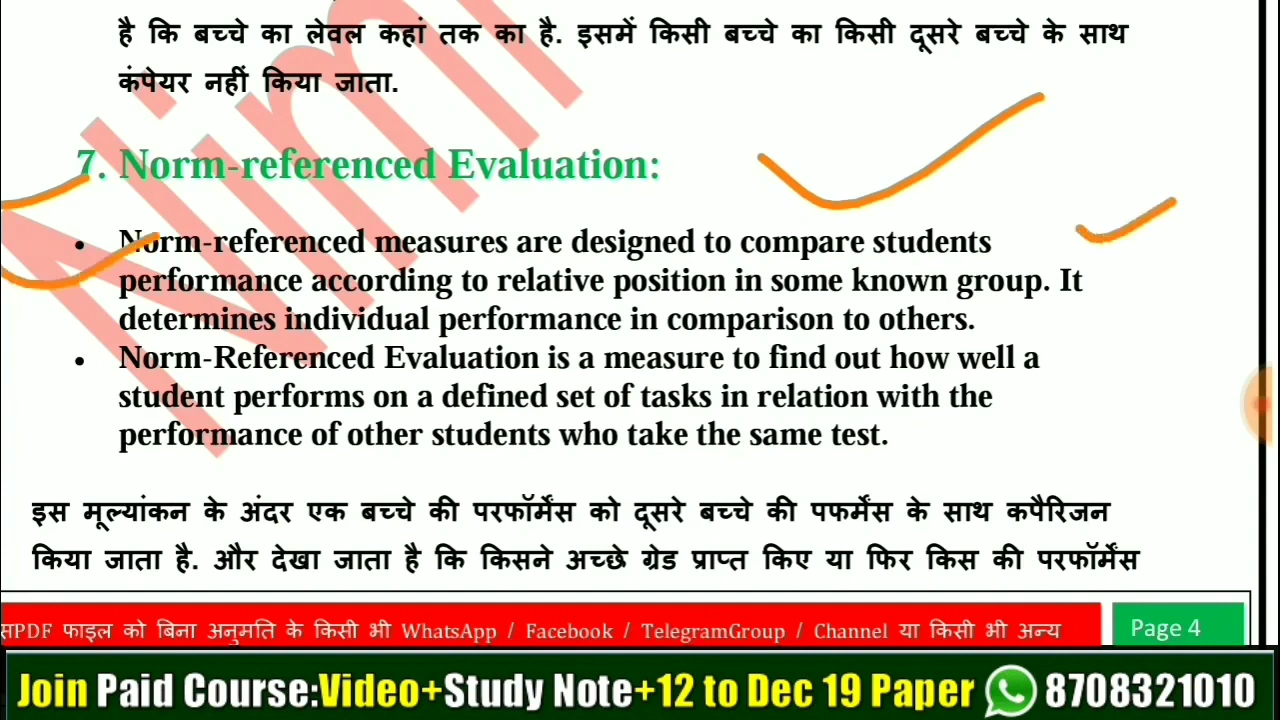 है कि बच्चे का लेवल कहां तक का है. इसमें किसी बच्चे का किसी दूसरे बच्चे के साथ
कंपेयर नहीं किया जाता.
7. Norm-referenced Evaluation:
• Norm-referenced measures are designed to compare students
performance according to relative position in some known group. It
determines individual performance in comparison to others.
• Norm-Referenced Evaluation is a measure to find out how well a
student performs on a defined set of tasks in relation with the
performance of other students who take the same test.
इस मूल्यांकन के अंदर एक बच्चे की परफॉर्मेंस को दूसरे बच्चे की पफर्मेंस के साथ कपैरिजन
किया जाता है. और देखा जाता है कि किसने अच्छे ग्रेड प्राप्त किए या फिर किस की परफॉर्मेंस
सPDF फाइल को बिना अनुमति के किसी भी WhatsApp / Facebook / TelegramGroup / Channel या किसी भी अन्य
Page 4
Join Paid Course:Video+Study Note+12 to Dec 19 Paper 8708321010